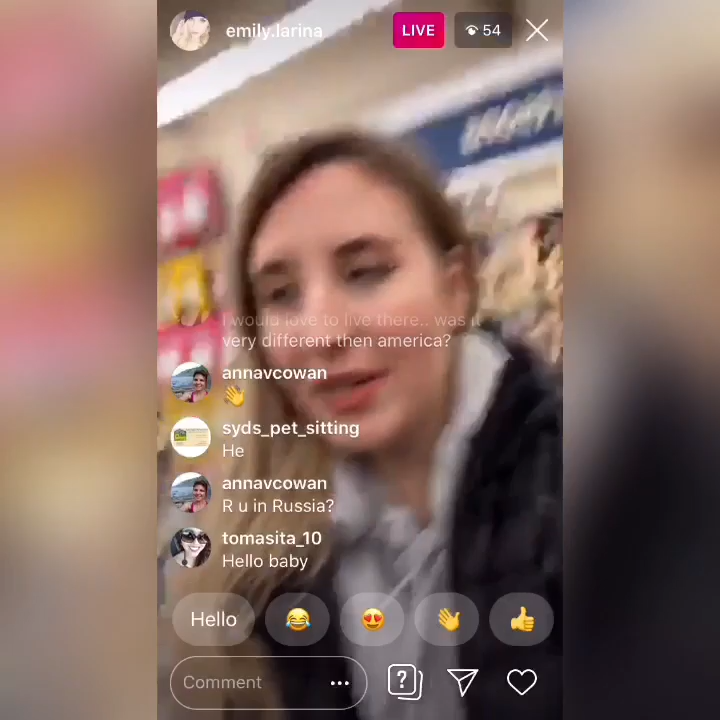 emily.larina
LIVE
54
I would love to live there.. was it
very different then america?
annavcowan
👋
syds_pet_sitting
He
annavcowan
R u in Russia?
tomasita_10
Hello baby
Hello
😂
😍
👋
👍
Comment